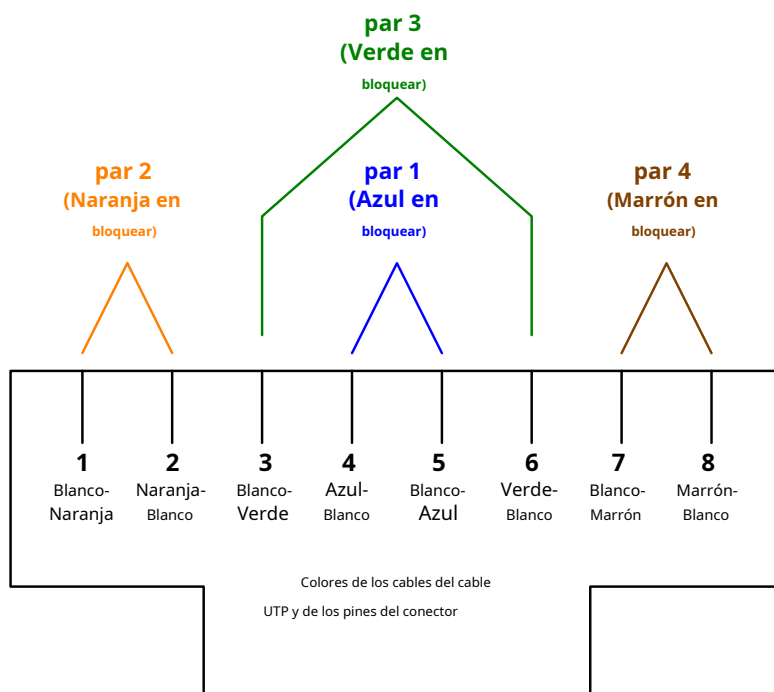 par 3
(Verde en
bloquear)
par 2
(Naranja en
bloquear)
par 1
(Azul en
bloquear)
par 4
(Marrón en
bloquear)
1
Blanco-
Naranja
2
Naranja-
Blanco
3
Blanco-
Verde
4
Azul-
Blanco
5
Blanco-
Azul
6
Verde-
Blanco
7
Blanco-
Marrón
8
Marrón-
Blanco
Colores de los cables del cable
UTP y de los pines del conector